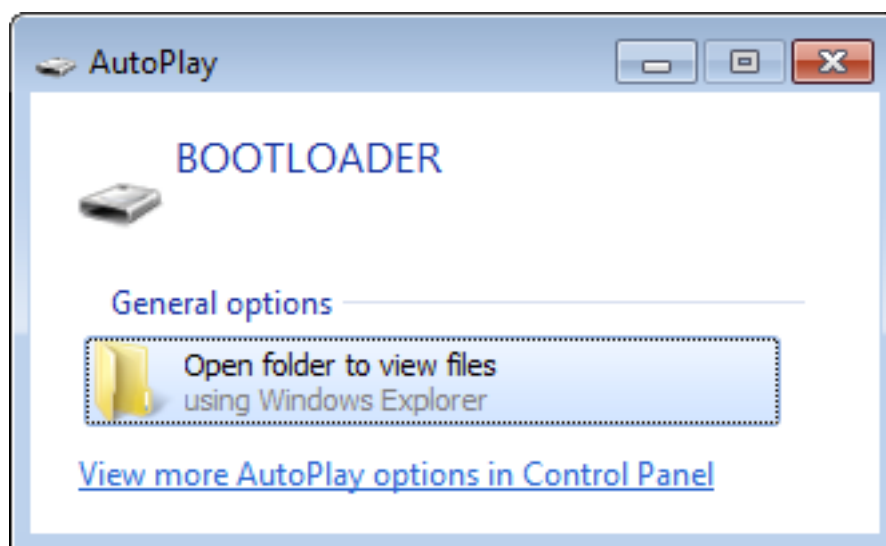 AutoPlay
BOOTLOADER
General options
Open folder to view files
using Windows Explorer
View more AutoPlay options in Control Panel